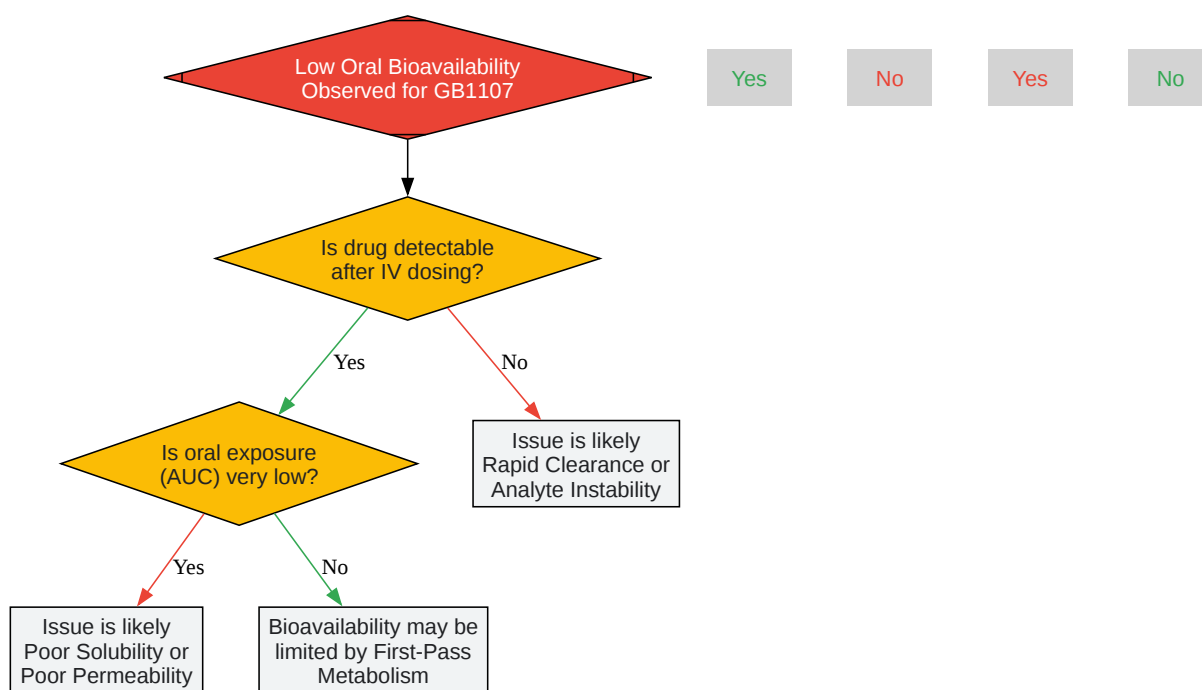 Low Oral Bioavailability
Observed for GB1107
Yes
No
Yes
No
Is drug detectable
after IV dosing?
Yes
No
Is oral exposure
(AUC) very low?
Issue is likely
Rapid Clearance or
Analyte Instability
Yes
No
Issue is likely
Poor Solubility or
Poor Permeability
Bioavailability may be
limited by First-Pass
Metabolism